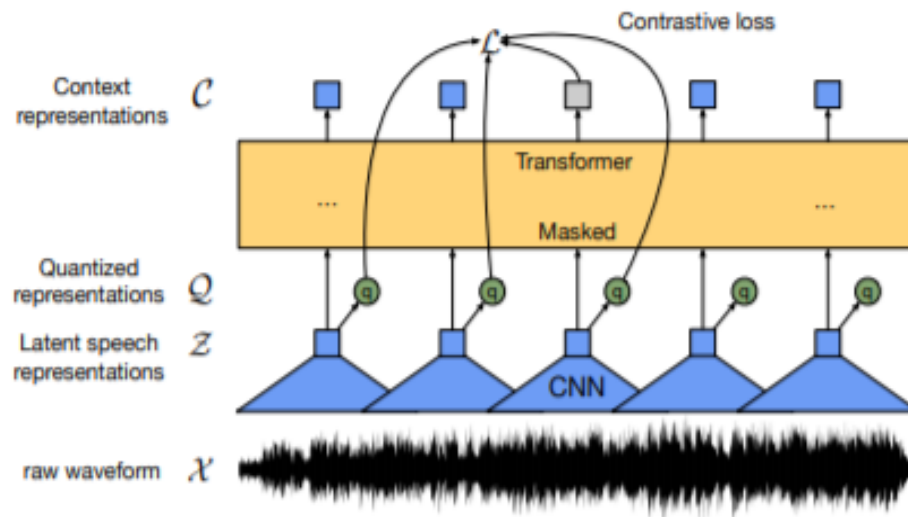 Contrastive loss
ℒ
Context
representations 𝒞
Transformer
... ...
Masked
Quantized
representations 𝒬
q q q q q
Latent speech
representations 𝒵
CNN
raw waveform 𝒳